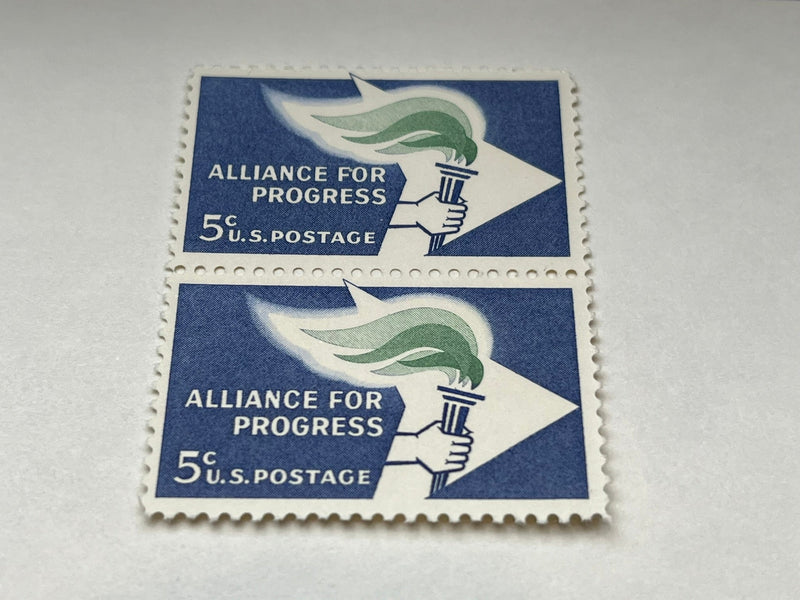 ALLIANCE FOR
PROGRESS
5c U.S. POSTAGE
ALLIANCE FOR
PROGRESS
5c U.S. POSTAGE